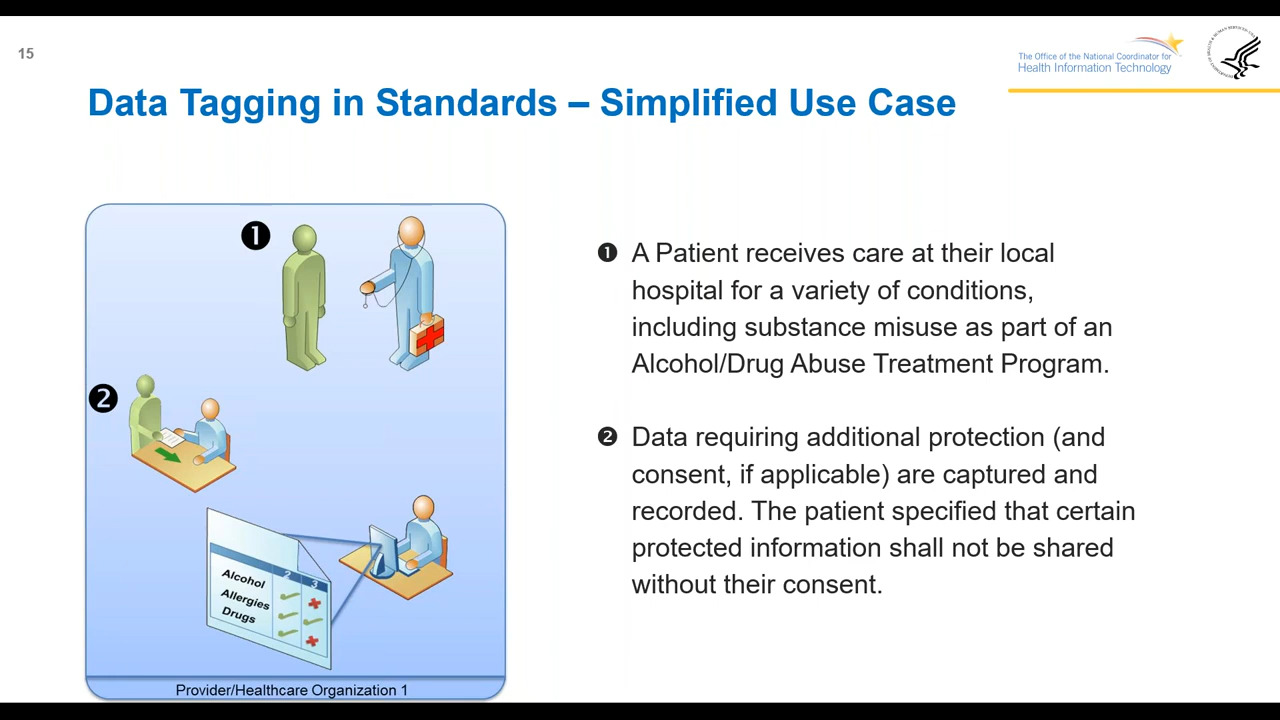 15
The Office of the National Coordinator for
Health Information Technology
Data Tagging in Standards – Simplified Use Case
❶
❷
2 3
Alcohol
Allergies
Drugs
Provider/Healthcare Organization 1
❶ A Patient receives care at their local
hospital for a variety of conditions,
including substance misuse as part of an
Alcohol/Drug Abuse Treatment Program.
❷ Data requiring additional protection (and
consent, if applicable) are captured and
recorded. The patient specified that certain
protected information shall not be shared
without their consent.